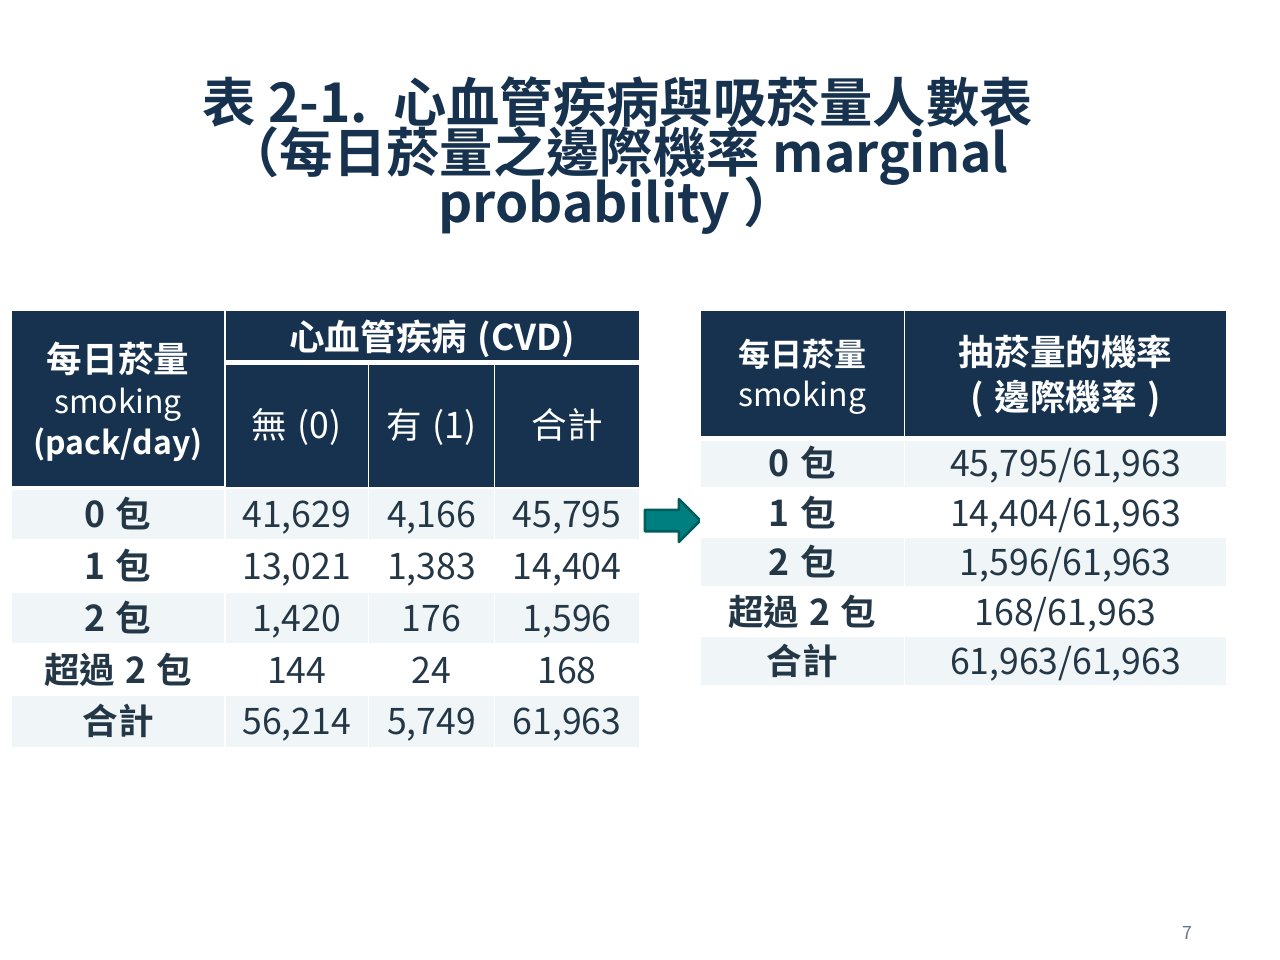 表 2-1. 心血管疾病與吸菸量人數表
（每日菸量之邊際機率 marginal
probability ）
每日菸量
smoking
(pack/day)
心血管疾病 (CVD)
無 (0) 有 (1) 合計
0 包 41,629 4,166 45,795
1 包 13,021 1,383 14,404
2 包 1,420 176 1,596
超過 2 包 144 24 168
合計 56,214 5,749 61,963
每日菸量
smoking
抽菸量的機率
( 邊際機率 )
0 包 45,795/61,963
1 包 14,404/61,963
2 包 1,596/61,963
超過 2 包 168/61,963
合計 61,963/61,963
7